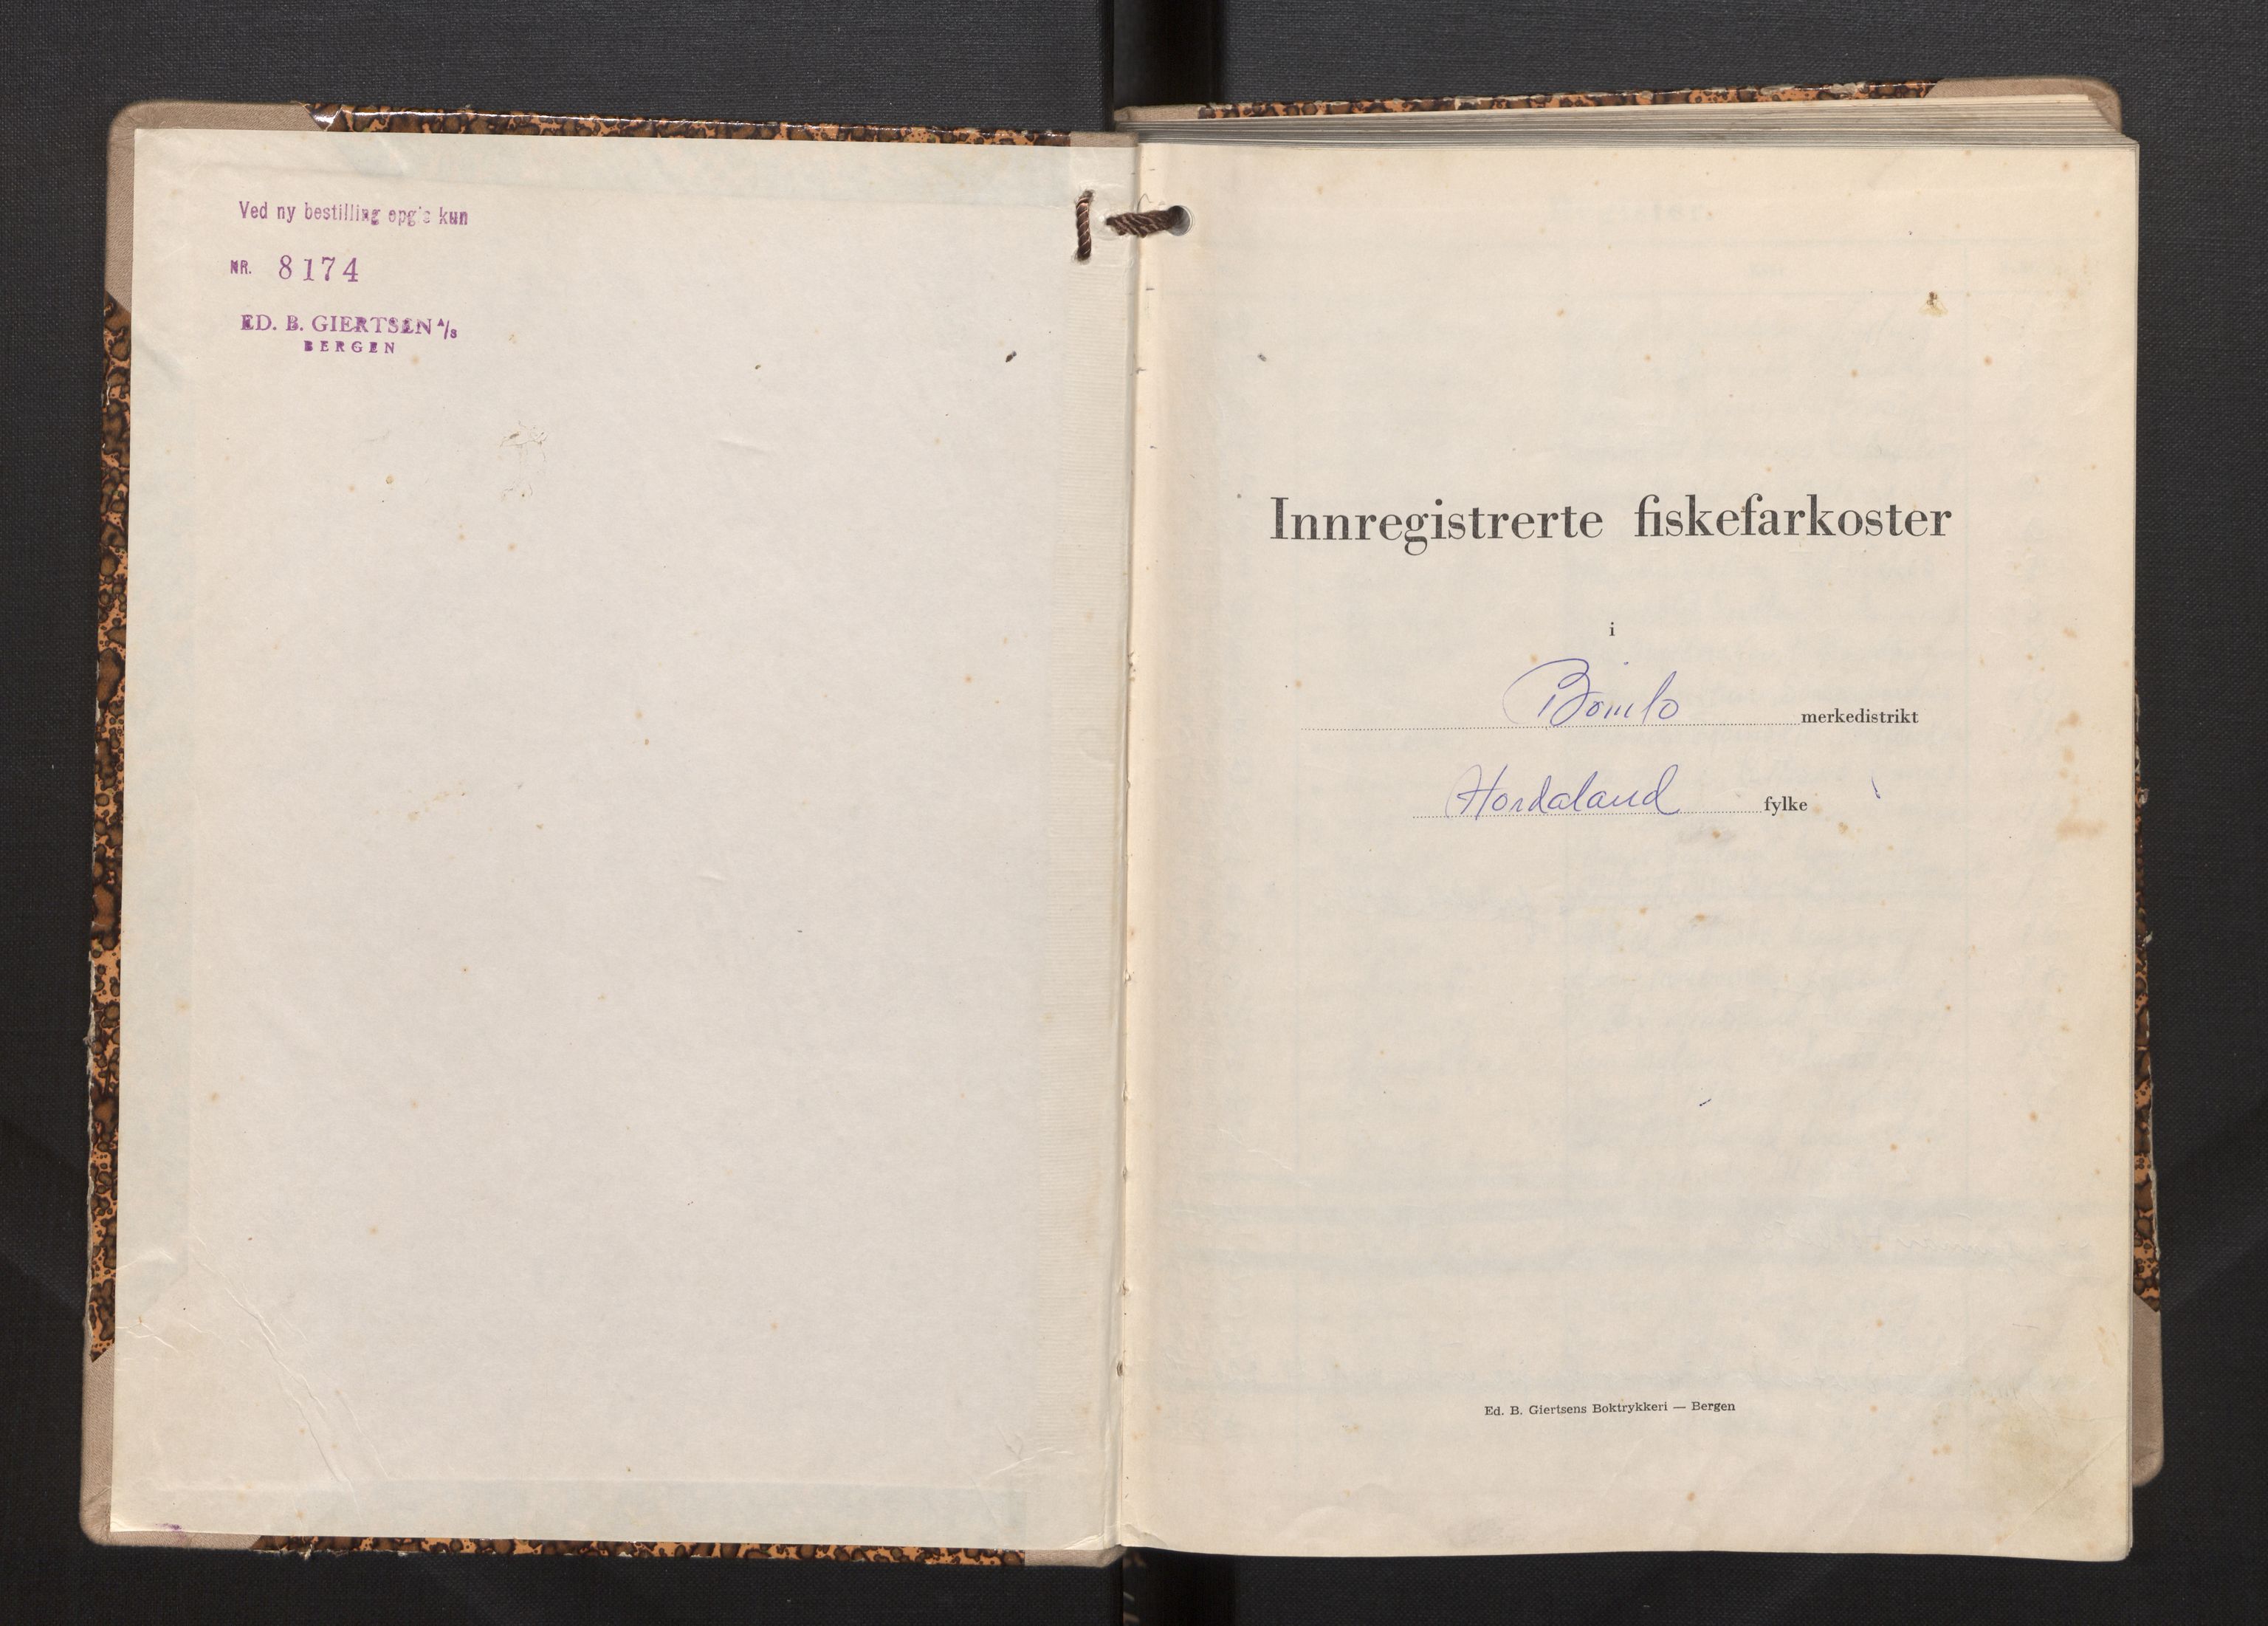 Ved ny bestilling opgis kun
NR. 8174
ED. B. GIERTSEN A/S
BERGEN
Innregistrerte fiskefarkoster
i
Bømlo merkedistrikt
Hordaland fylke
Ed. B. Giertsens Boktrykkeri — Bergen